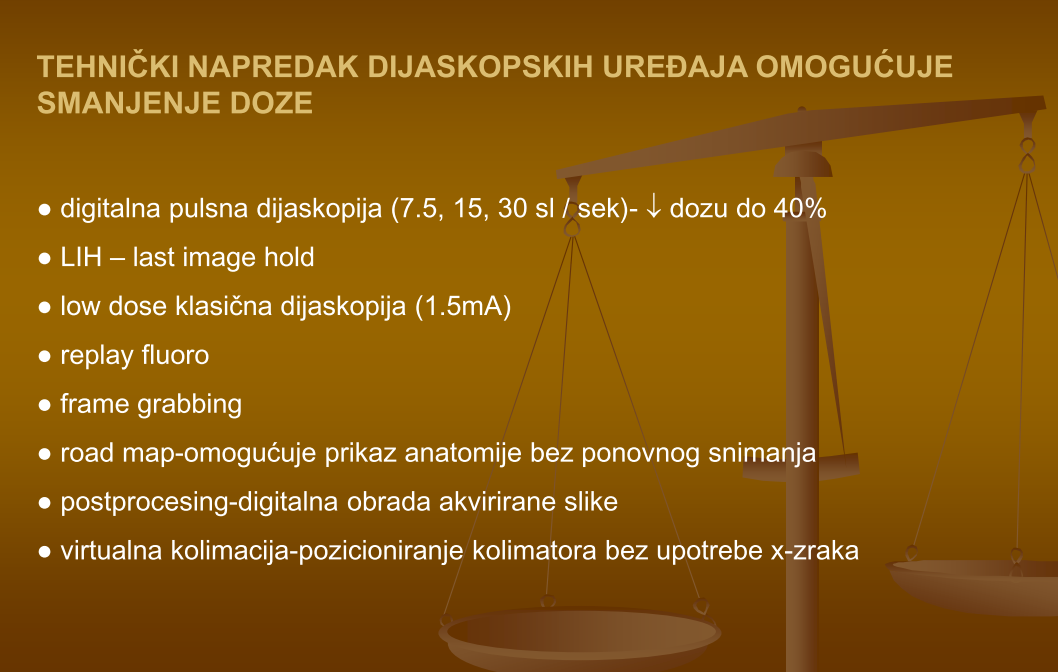 TEHNIČKI NAPREDAK DIJASKOPSKIH UREĐAJA OMOGUĆUJE
SMANJENJE DOZE
● digitalna pulsna dijaskopija (7.5, 15, 30 sl / sek)- ↓ dozu do 40%
● LIH – last image hold
● low dose klasična dijaskopija (1.5mA)
● replay fluoro
● frame grabbing
● road map-omogućuje prikaz anatomije bez ponovnog snimanja
● postprocesing-digitalna obrada akvirirane slike
● virtualna kolimacija-pozicioniranje kolimatora bez upotrebe x-zraka